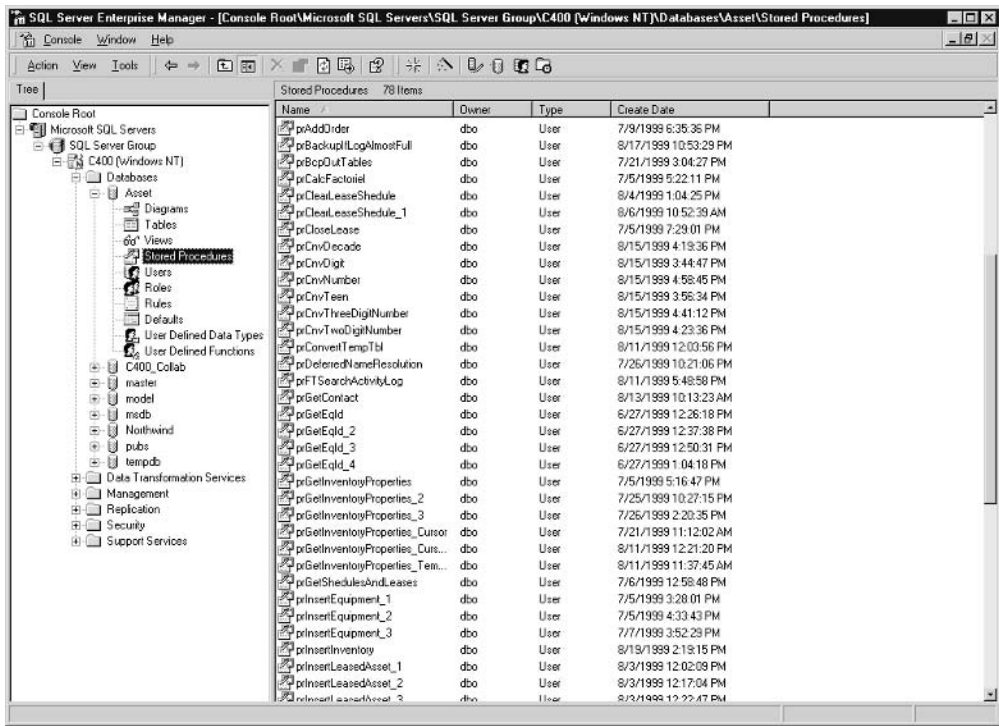 SQL Server Enterprise Manager - [Console Root\Microsoft SQL Servers\SQL Server Group\C400 (Windows NT)\Databases\Asset\Stored Procedures]
Console Window Help
Action View Tools
Tree
Stored Procedures 78 Items
Console Root
Microsoft SQL Servers
SQL Server Group
C400 (Windows NT)
Databases
Asset
Diagrams
Tables
Views
Stored Procedures
Users
Roles
Rules
Defaults
User Defined Data Types
User Defined Functions
C400_Collab
master
model
msdb
Northwind
pubs
tempdb
Data Transformation Services
Management
Replication
Security
Support Services
Name Owner Type Create Date
prAddOrder dbo User 7/9/1999 6:35:36 PM
prBackupIfLogAlmostFull dbo User 8/17/1999 10:53:29 PM
prBcpOutTables dbo User 7/21/1999 3:04:27 PM
prCalcFactoriel dbo User 7/5/1999 5:22:11 PM
prClearLeaseShedule dbo User 8/4/1999 1:04:25 PM
prClearLeaseShedule_1 dbo User 8/6/1999 10:52:39 AM
prCloseLease dbo User 7/5/1999 7:29:01 PM
prCnvDecade dbo User 8/15/1999 4:19:36 PM
prCnvDigit dbo User 8/15/1999 3:44:47 PM
prCnvNumber dbo User 8/15/1999 4:58:45 PM
prCnvTeen dbo User 8/15/1999 3:56:34 PM
prCnvThreeDigitNumber dbo User 8/15/1999 4:41:12 PM
prCnvTwoDigitNumber dbo User 8/15/1999 4:23:36 PM
prConvertTempTbl dbo User 8/11/1999 12:03:56 PM
prDeferredNameResolution dbo User 7/26/1999 10:21:06 PM
prFTSearchActivityLog dbo User 8/11/1999 5:48:58 PM
prGetContact dbo User 8/13/1999 10:13:23 AM
prGetEqId dbo User 6/27/1999 12:26:18 PM
prGetEqId_2 dbo User 6/27/1999 12:37:38 PM
prGetEqId_3 dbo User 6/27/1999 12:50:31 PM
prGetEqId_4 dbo User 6/27/1999 1:04:18 PM
prGetInventoryProperties dbo User 7/5/1999 5:16:47 PM
prGetInventoryProperties_2 dbo User 7/25/1999 10:27:15 PM
prGetInventoryProperties_3 dbo User 7/26/1999 2:20:35 PM
prGetInventoryProperties_Cursor dbo User 7/21/1999 11:12:02 AM
prGetInventoryProperties_Curs... dbo User 8/11/1999 12:21:20 PM
prGetInventoryProperties_Tem... dbo User 8/11/1999 11:37:45 AM
prGetShedulesAndLeases dbo User 7/6/1999 12:58:48 PM
prInsertEquipment_1 dbo User 7/5/1999 3:28:01 PM
prInsertEquipment_2 dbo User 7/5/1999 4:33:43 PM
prInsertEquipment_3 dbo User 7/7/1999 3:52:29 PM
prInsertInventory dbo User 8/19/1999 2:19:15 PM
prInsertLeasedAsset_1 dbo User 8/3/1999 12:02:09 PM
prInsertLeasedAsset_2 dbo User 8/3/1999 12:17:04 PM
prInsertLeasedAsset_3 dbo User 8/3/1999 12:22:47 PM